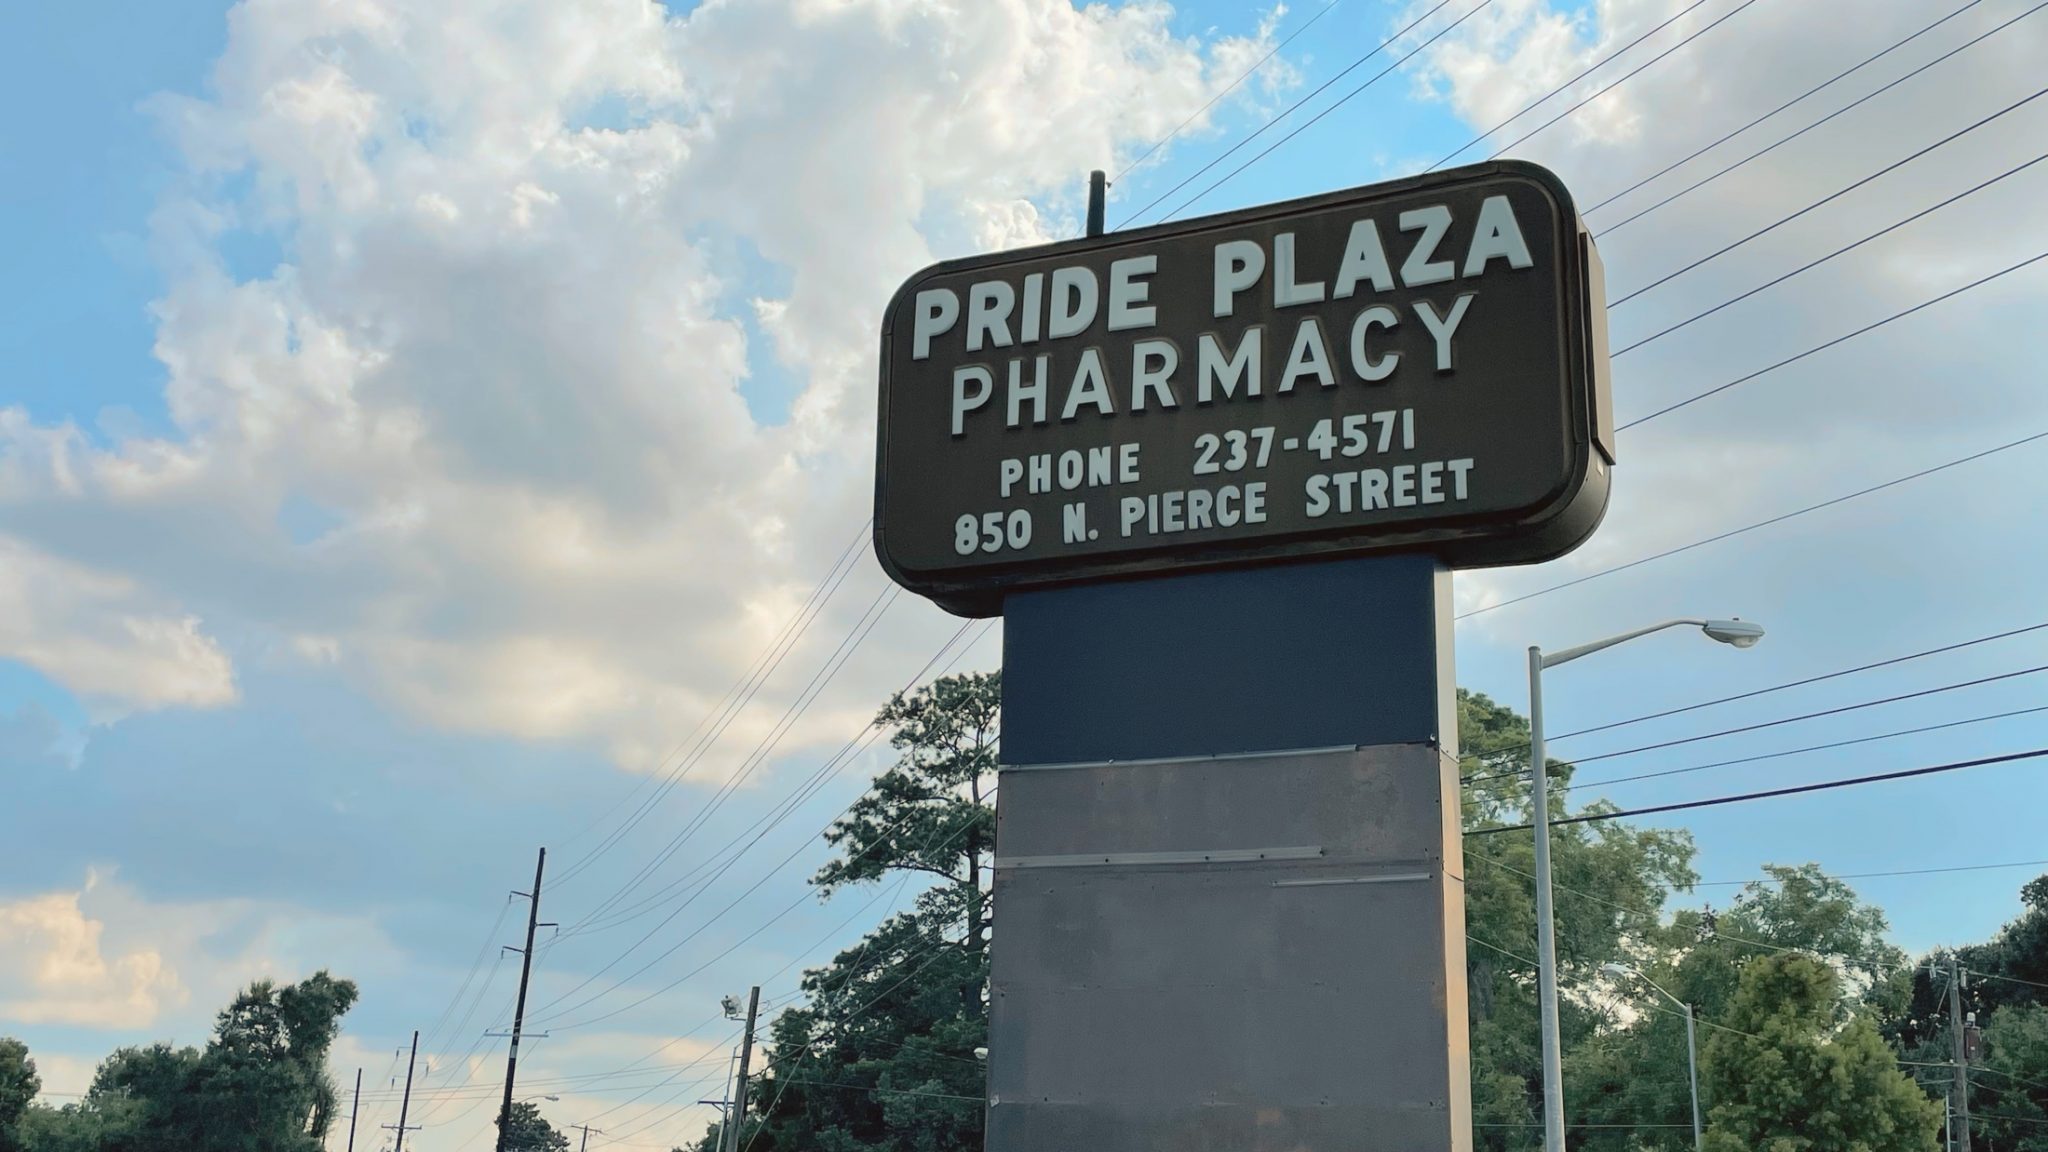 PRIDE PLAZA
PHARMACY
PHONE 237-4571
850 N. PIERCE STREET